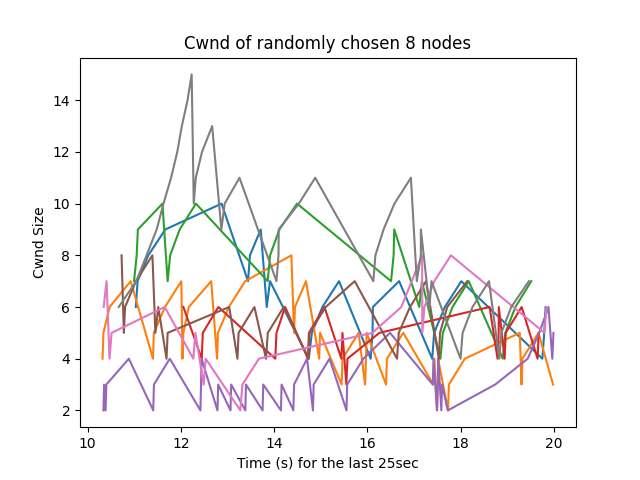 Cwnd of randomly chosen 8 nodes
14
12
10
8
6
4
2
Cwnd Size
10 12 14 16 18 20
Time (s) for the last 25sec